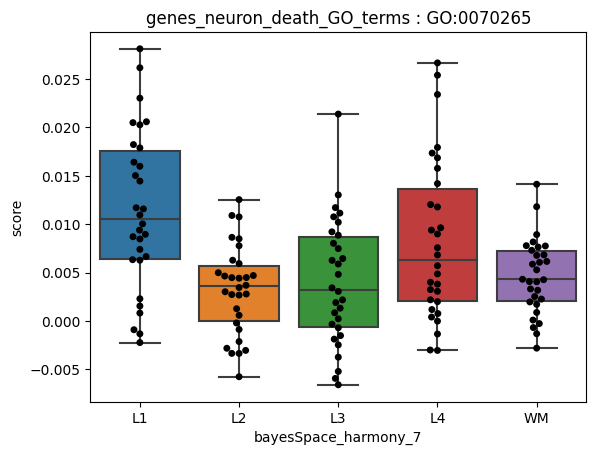 genes_neuron_death_GO_terms : GO:0070265
0.025
0.020
0.015
0.010
0.005
0.000
−0.005
score
L1 L2 L3 L4 WM
bayesSpace_harmony_7